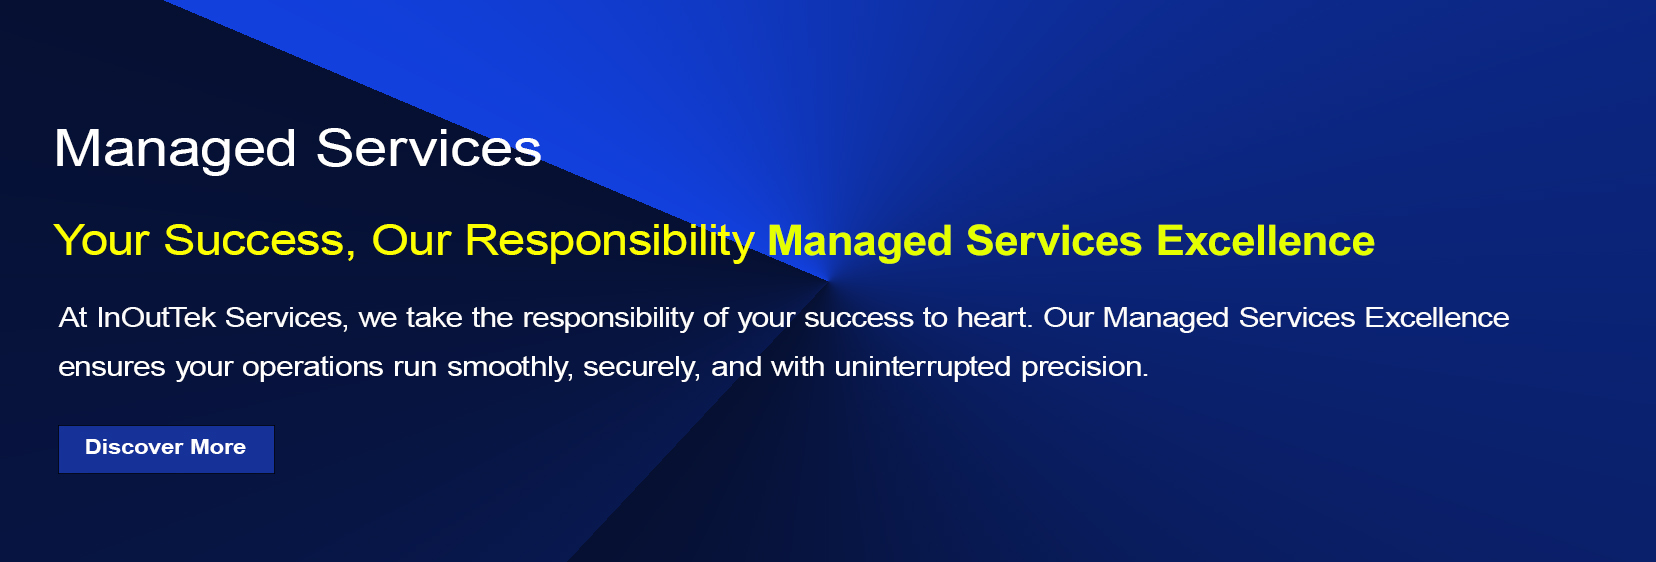 Managed Services
Your Success, Our Responsibility Managed Services Excellence
At InOutTek Services, we take the responsibility of your success to heart. Our Managed Services Excellence
ensures your operations run smoothly, securely, and with uninterrupted precision.
Discover More